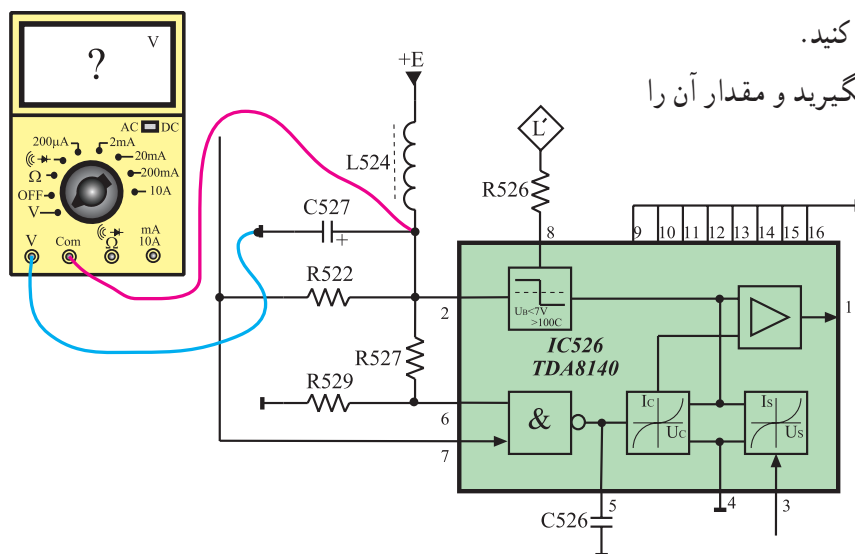 کنید.
گیرید و مقدار آن را
V
?
AC DC
200µA
2mA
20mA
200mA
10A
Ω
OFF
V
V
Com
Ω
mA
10A
+E
L524
C527
+
R522
R527
R529
L´
R526
8
9 10 11 12 13 14 15 16
2
UB<7V
>100C
IC526
TDA8140
1
6
7
&
IC
UC
IS
US
5
4
3
C526